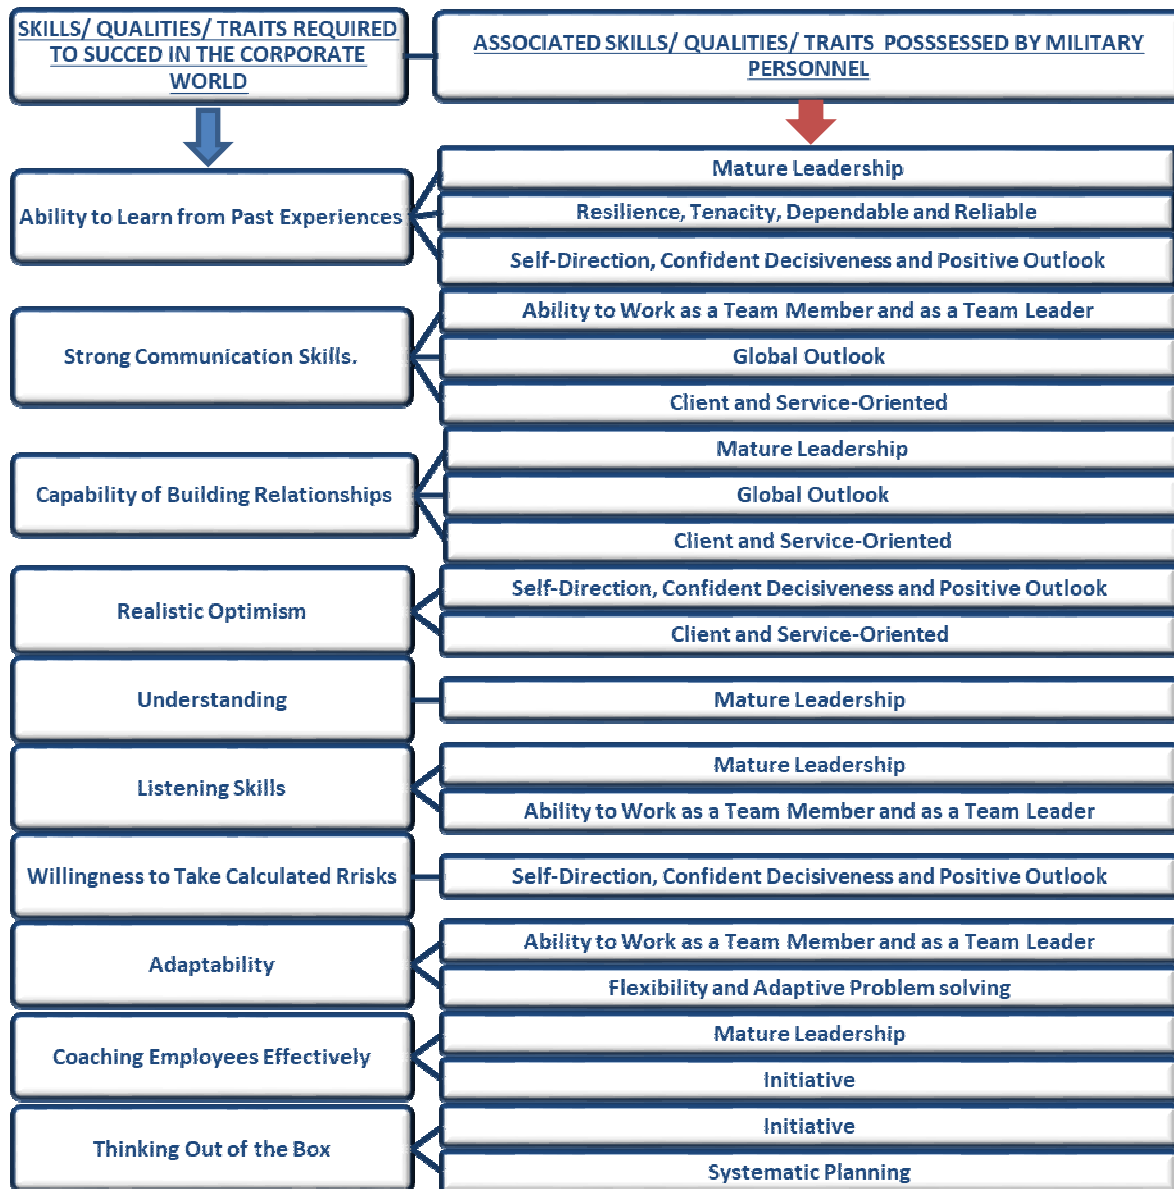 SKILLS/ QUALITIES/ TRAITS REQUIRED
TO SUCCED IN THE CORPORATE
WORLD
ASSOCIATED SKILLS/ QUALITIES/ TRAITS POSSSESSED BY MILITARY
PERSONNEL
Ability to Learn from Past Experiences
Mature Leadership
Resilience, Tenacity, Dependable and Reliable
Self-Direction, Confident Decisiveness and Positive Outlook
Strong Communication Skills.
Ability to Work as a Team Member and as a Team Leader
Global Outlook
Client and Service-Oriented
Capability of Building Relationships
Mature Leadership
Global Outlook
Client and Service-Oriented
Realistic Optimism
Self-Direction, Confident Decisiveness and Positive Outlook
Client and Service-Oriented
Understanding
Mature Leadership
Listening Skills
Mature Leadership
Ability to Work as a Team Member and as a Team Leader
Willingness to Take Calculated Rrisks
Self-Direction, Confident Decisiveness and Positive Outlook
Adaptability
Ability to Work as a Team Member and as a Team Leader
Flexibility and Adaptive Problem solving
Coaching Employees Effectively
Mature Leadership
Initiative
Thinking Out of the Box
Initiative
Systematic Planning